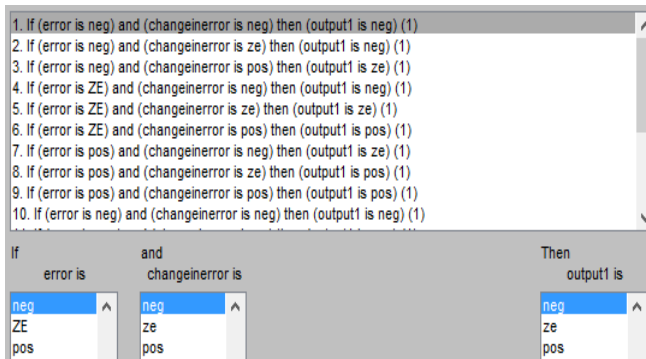 1. If (error is neg) and (changeinerror is neg) then (output1 is neg) (1)
2. If (error is neg) and (changeinerror is ze) then (output1 is neg) (1)
3. If (error is neg) and (changeinerror is pos) then (output1 is ze) (1)
4. If (error is ZE) and (changeinerror is neg) then (output1 is neg) (1)
5. If (error is ZE) and (changeinerror is ze) then (output1 is ze) (1)
6. If (error is ZE) and (changeinerror is pos) then (output1 is pos) (1)
7. If (error is pos) and (changeinerror is neg) then (output1 is ze) (1)
8. If (error is pos) and (changeinerror is ze) then (output1 is pos) (1)
9. If (error is pos) and (changeinerror is pos) then (output1 is pos) (1)
10. If (error is neg) and (changeinerror is neg) then (output1 is neg) (1)
If and Then
error is changeinerror is output1 is
neg neg neg
ZE ze ze
pos pos pos